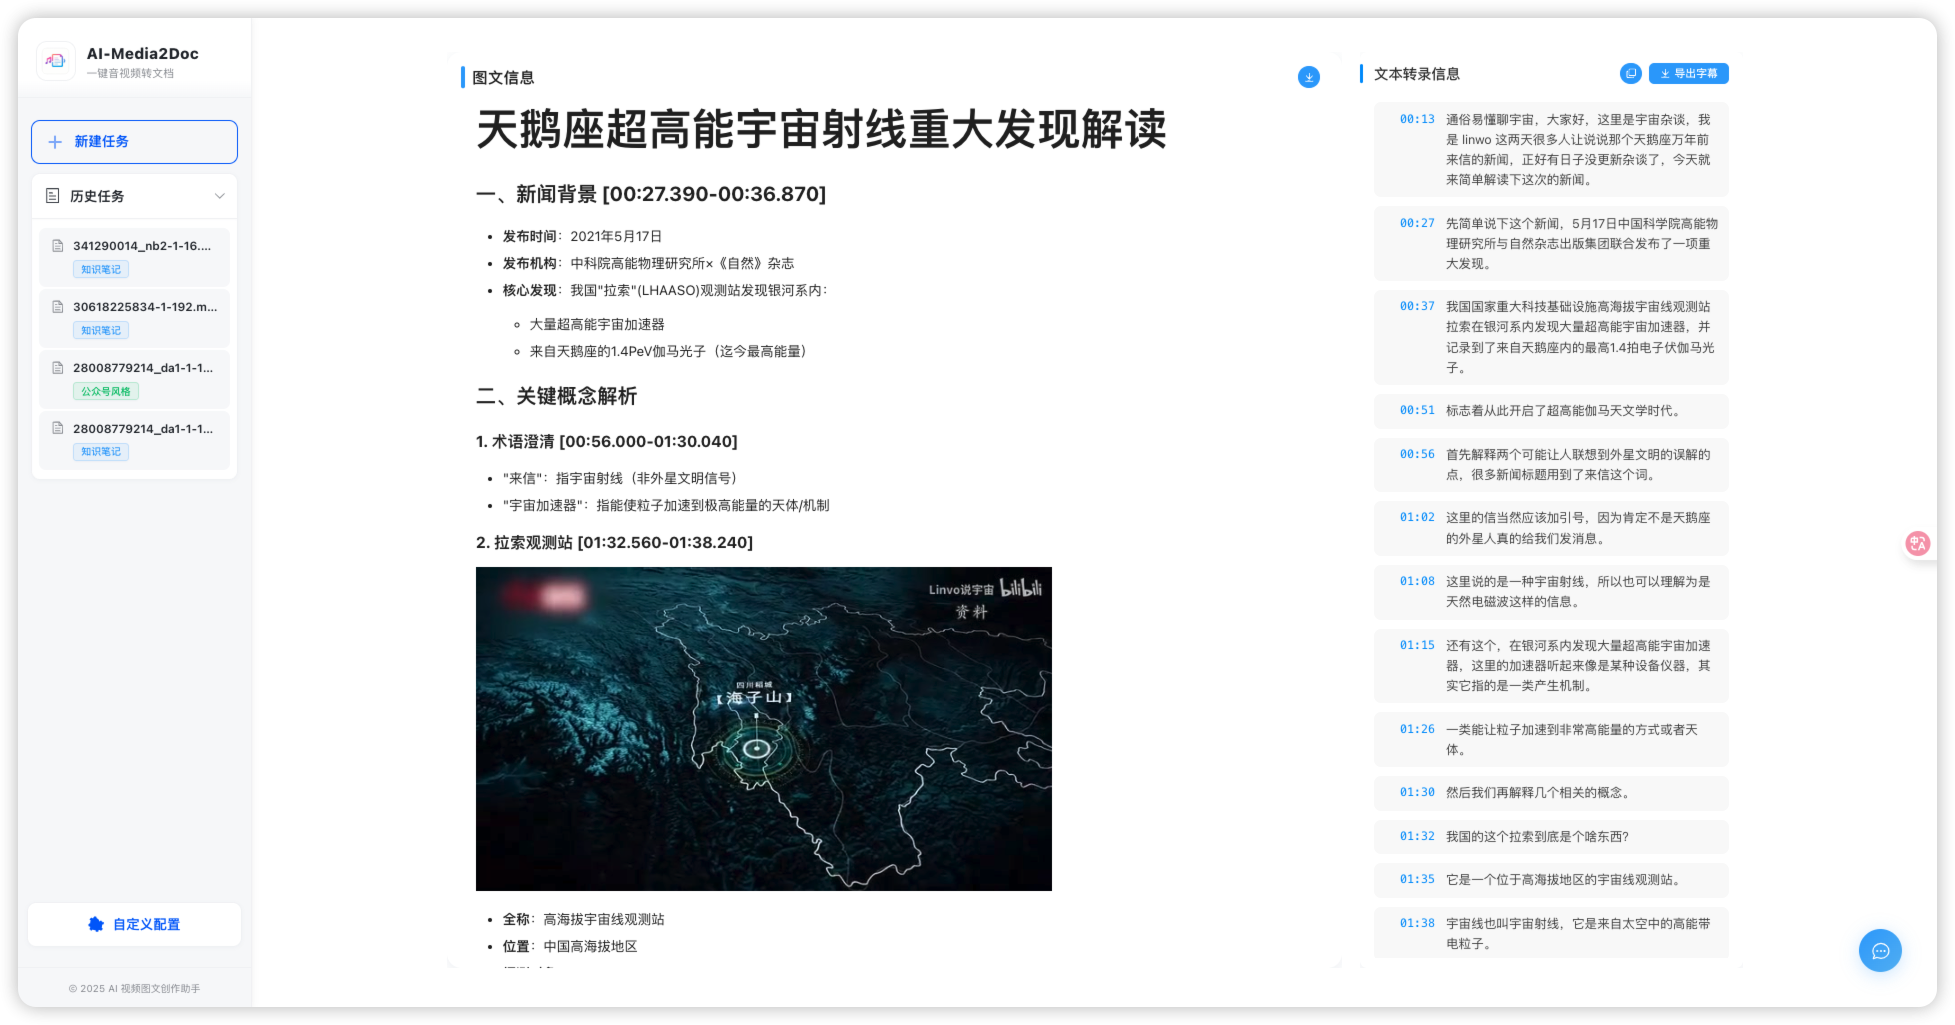 AI-Media2Doc
一键音视频转文档
新建任务
历史任务
341290014_nb2-1-16....
知识笔记
30618225834-1-192.m...
知识笔记
28008779214_da1-1-1...
公众号风格
28008779214_da1-1-1...
知识笔记
自定义配置
© 2025 AI 视频图文创作助手
图文信息
天鹅座超高能宇宙射线重大发现解读
一、新闻背景 [00:27.390-00:36.870]
• 发布时间：2021年5月17日
• 发布机构：中科院高能物理研究所×《自然》杂志
• 核心发现：我国"拉索"(LHAASO)观测站发现银河系内：
大量超高能宇宙加速器
来自天鹅座的1.4PeV伽马光子（迄今最高能量）
二、关键概念解析
1. 术语澄清 [00:56.000-01:30.040]
• "来信"：指宇宙射线（非外星文明信号）
• "宇宙加速器"：指能使粒子加速到极高能量的天体/机制
2. 拉索观测站 [01:32.560-01:38.240]
Linvo说宇宙 bilibili
资料
四川稻城
【海子山】
• 全称：高海拔宇宙线观测站
• 位置：中国高海拔地区
文本转录信息
导出字幕
00:13 通俗易懂聊宇宙，大家好，这里是宇宙杂谈，我
是 linwo 这两天很多人让说说那个天鹅座万年前
来信的新闻，正好有日子没更新杂谈了，今天就
来简单解读下这次的新闻。
00:27 先简单说下这个新闻，5月17日中国科学院高能物
理研究所与自然杂志出版集团联合发布了一项重
大发现。
00:37 我国国家重大科技基础设施高海拔宇宙线观测站
拉索在银河系内发现大量超高能宇宙加速器，并
记录到了来自天鹅座内的最高1.4拍电子伏伽马光
子。
00:51 标志着从此开启了超高能伽马天文学时代。
00:56 首先解释两个可能让人联想到外星文明的误解的
点，很多新闻标题用到了来信这个词。
01:02 这里的信当然应该加引号，因为肯定不是天鹅座
的外星人真的给我们发消息。
01:08 这里说的是一种宇宙射线，所以也可以理解为是
天然电磁波这样的信息。
01:15 还有这个，在银河系内发现大量超高能宇宙加速
器，这里的加速器听起来像是某种设备仪器，其
实它指的是一类产生机制。
01:26 一类能让粒子加速到非常高能量的方式或者天
体。
01:30 然后我们再解释几个相关的概念。
01:32 我国的这个拉索到底是个啥东西?
01:35 它是一个位于高海拔地区的宇宙线观测站。
01:38 宇宙线也叫宇宙射线，它是来自太空中的高能带
电粒子。